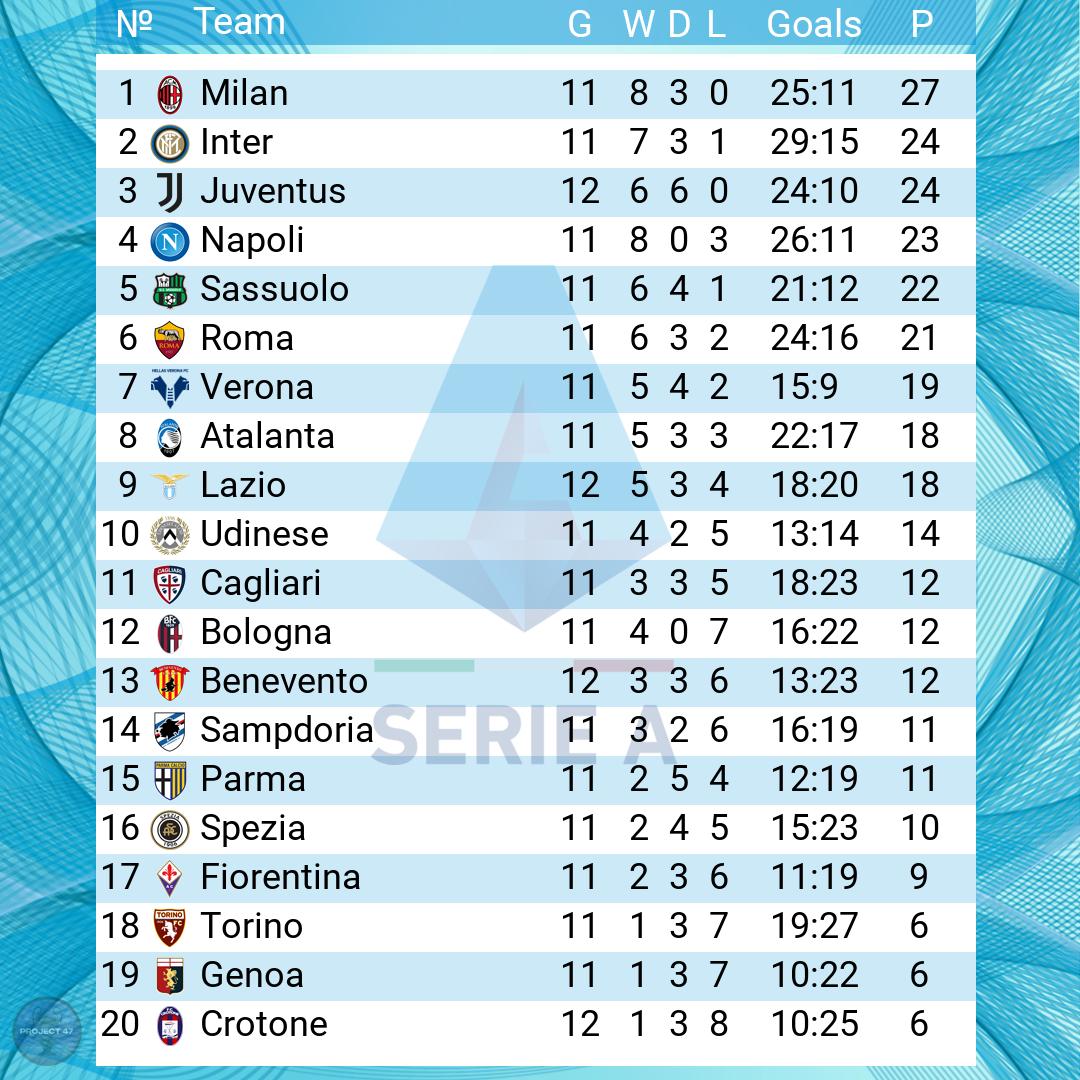 № Team G W D L Goals P
1 Milan 11 8 3 0 25:11 27
2 Inter 11 7 3 1 29:15 24
3 Juventus 12 6 6 0 24:10 24
4 Napoli 11 8 0 3 26:11 23
5 Sassuolo 11 6 4 1 21:12 22
6 Roma 11 6 3 2 24:16 21
7 Verona 11 5 4 2 15:9 19
8 Atalanta 11 5 3 3 22:17 18
9 Lazio 12 5 3 4 18:20 18
10 Udinese 11 4 2 5 13:14 14
11 Cagliari 11 3 3 5 18:23 12
12 Bologna 11 4 0 7 16:22 12
13 Benevento 12 3 3 6 13:23 12
14 Sampdoria 11 3 2 6 16:19 11
SERIE A
15 Parma 11 2 5 4 12:19 11
16 Spezia 11 2 4 5 15:23 10
17 Fiorentina 11 2 3 6 11:19 9
18 Torino 11 1 3 7 19:27 6
19 Genoa 11 1 3 7 10:22 6
20 Crotone 12 1 3 8 10:25 6
PROJECT 47